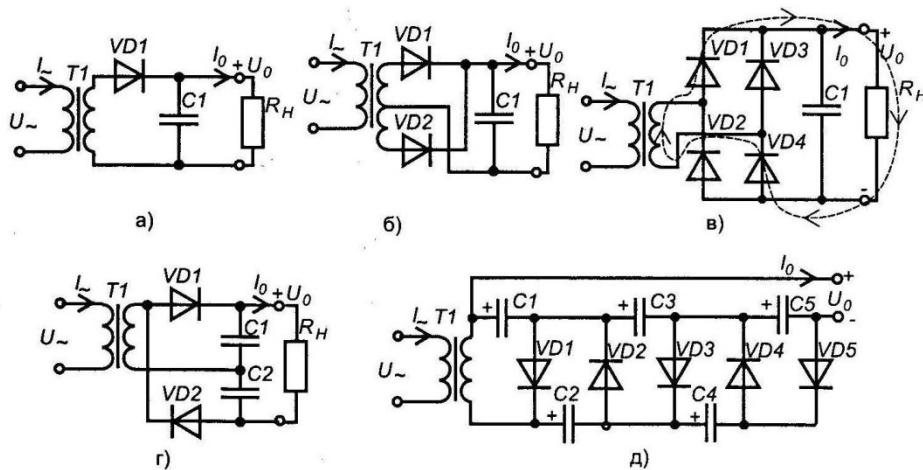 I~ T1 VD1 I0 + U0
U~ C1 RH
а)
I~ T1 VD1 I0 + U0
U~ C1 RH
VD2
б)
I~ T1 VD1 VD3 I0 + U0
U~ VD2 VD4 C1 RH
-
в)
I~ T1 VD1 I0 + U0
U~ C1 RH
C2
VD2
г)
I0 +
I~ T1 + C1 + C3 + C5 U0 -
U~ VD1 VD2 VD3 VD4 VD5
+ C2 + C4
д)